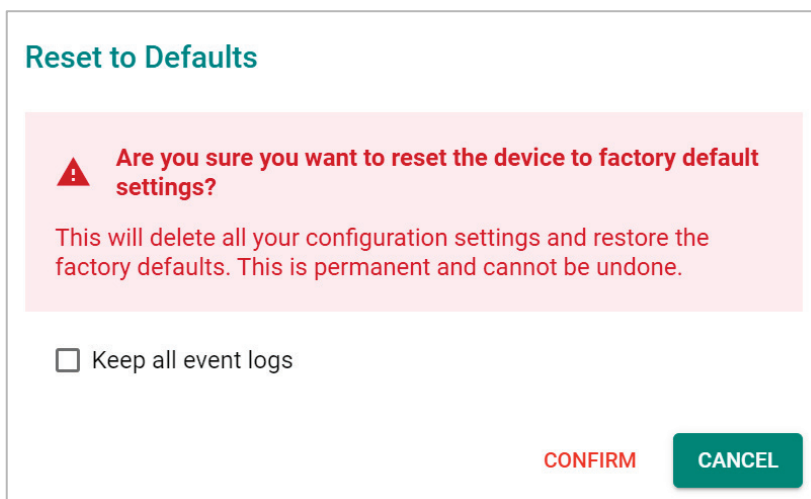 Reset to Defaults
Are you sure you want to reset the device to factory default
settings?
This will delete all your configuration settings and restore the
factory defaults. This is permanent and cannot be undone.
Keep all event logs
CONFIRM CANCEL